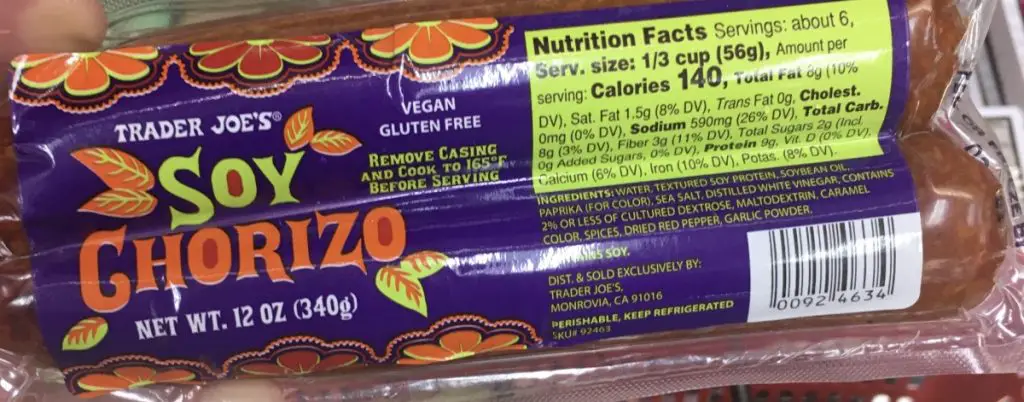 TRADER JOE'S®
SOY
CHORIZO
NET WT. 12 OZ (340g)
VEGAN
GLUTEN FREE
REMOVE CASING
AND COOK TO 165°F
BEFORE SERVING
Nutrition Facts Servings: about 6,
Serv. size: 1/3 cup (56g), Amount per
serving: Calories 140, Total Fat 8g (10%
DV), Sat. Fat 1.5g (8% DV), Trans Fat 0g, Cholest.
0mg (0% DV), Sodium 590mg (26% DV), Total Carb.
8g (3% DV), Fiber 3g (11% DV), Total Sugars 2g (Incl.
0g Added Sugars, 0% DV), Protein 9g, Vit. D (0% DV),
Calcium (6% DV), Iron (10% DV), Potas. (8% DV).
INGREDIENTS: WATER, TEXTURED SOY PROTEIN, SOYBEAN OIL,
PAPRIKA (FOR COLOR), SEA SALT, DISTILLED WHITE VINEGAR, CONTAINS
2% OR LESS OF CULTURED DEXTROSE, MALTODEXTRIN, CARAMEL
COLOR, SPICES, DRIED RED PEPPER, GARLIC POWDER.
SOY.
DIST. & SOLD EXCLUSIVELY BY:
TRADER JOE'S,
MONROVIA, CA 91016
PERISHABLE, KEEP REFRIGERATED
SKU# 92463
0092 4634